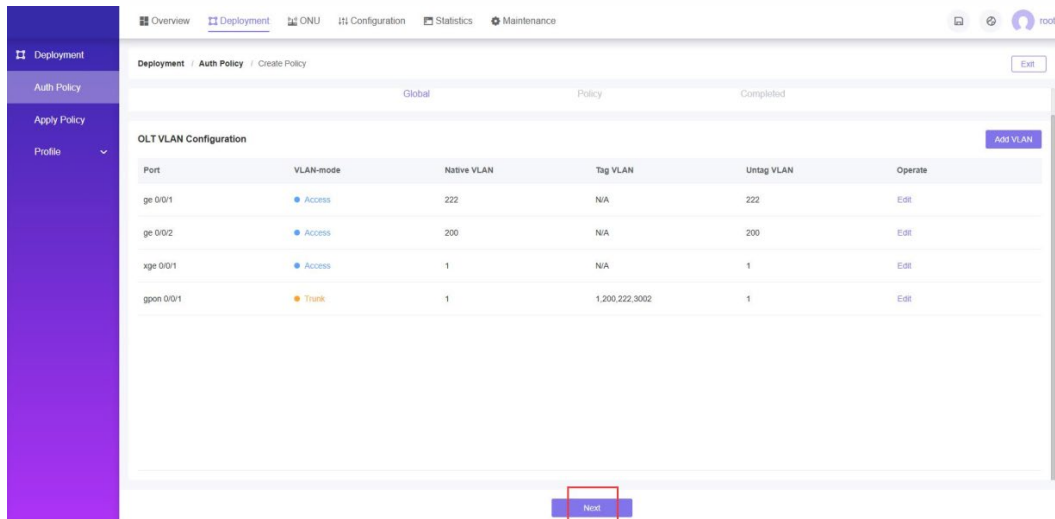 Overview Deployment ONU Configuration Statistics Maintenance root
Deployment
Auth Policy
Apply Policy
Profile
Deployment / Auth Policy / Create Policy Exit
Global Policy Completed
OLT VLAN Configuration Add VLAN
Port VLAN-mode Native VLAN Tag VLAN Untag VLAN Operate
ge 0/0/1 Access 222 N/A 222 Edit
ge 0/0/2 Access 200 N/A 200 Edit
xge 0/0/1 Access 1 N/A 1 Edit
gpon 0/0/1 Trunk 1 1,200,222,3002 1 Edit
Next